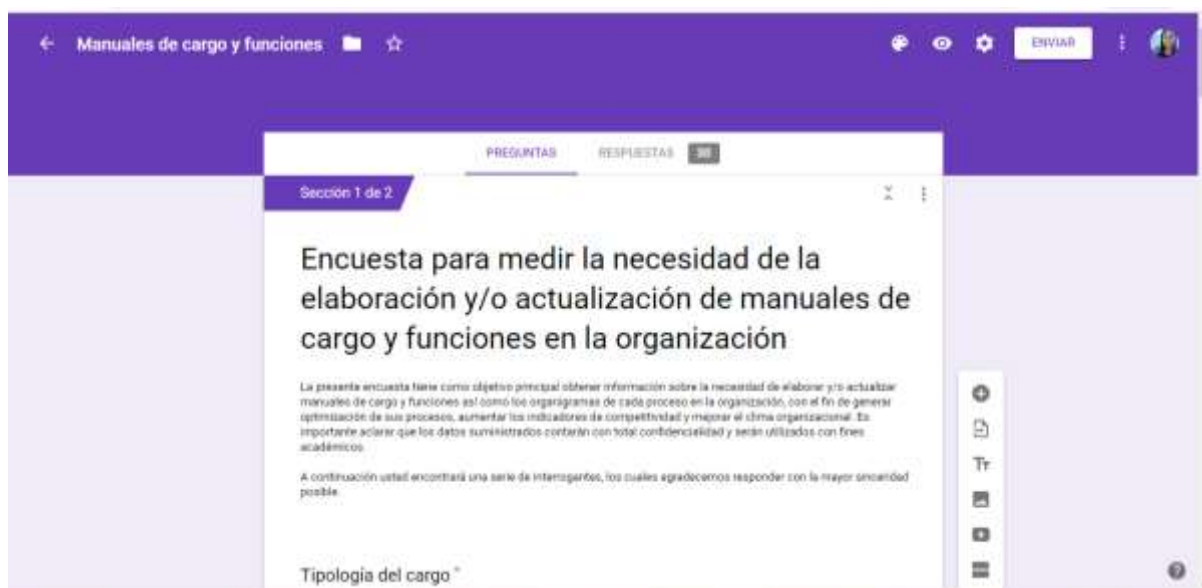 Manuales de cargo y funciones
ENVIAR
PREGUNTAS RESPUESTAS 30
Sección 1 de 2
Encuesta para medir la necesidad de la
elaboración y/o actualización de manuales de
cargo y funciones en la organización
La presente encuesta tiene como objetivo principal obtener información sobre la necesidad de elaborar y/o actualizar
manuales de cargo y funciones así como los organigramas de cada proceso en la organización, con el fin de generar
optimización de sus procesos, aumentar los indicadores de competitividad y mejorar el clima organizacional. Es
importante aclarar que los datos suministrados contarán con total confidencialidad y serán utilizados con fines
académicos.
A continuación usted encontrará una serie de interrogantes, los cuales agradecemos responder con la mayor sinceridad
posible.
Tipología del cargo *
Tт